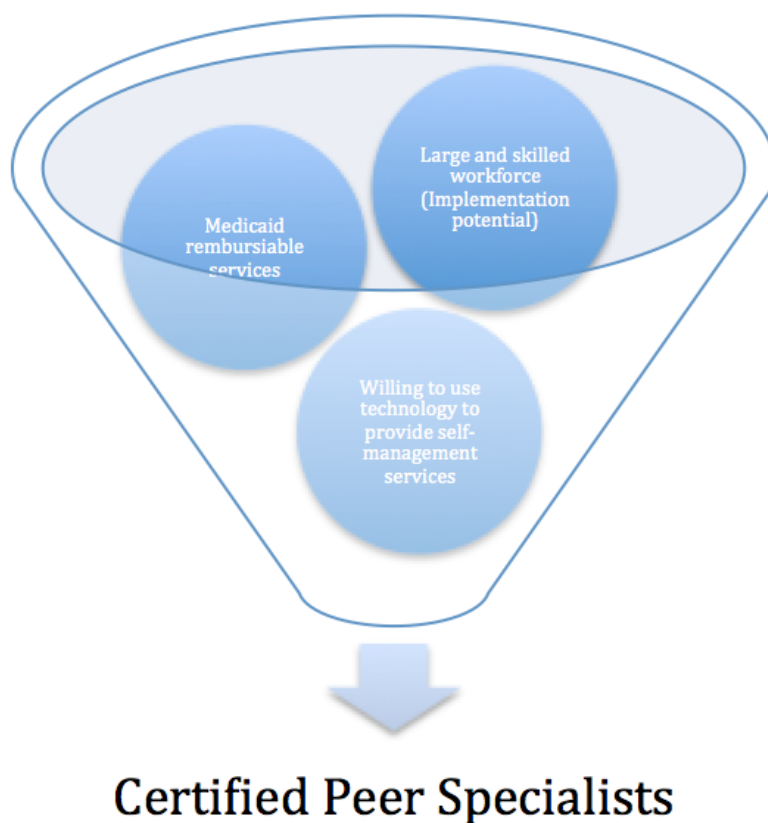 Large and skilled
workforce
(Implementation
potential)
Medicaid
rembursiable
services
Willing to use
technology to
provide self-
management
services
Certified Peer Specialists